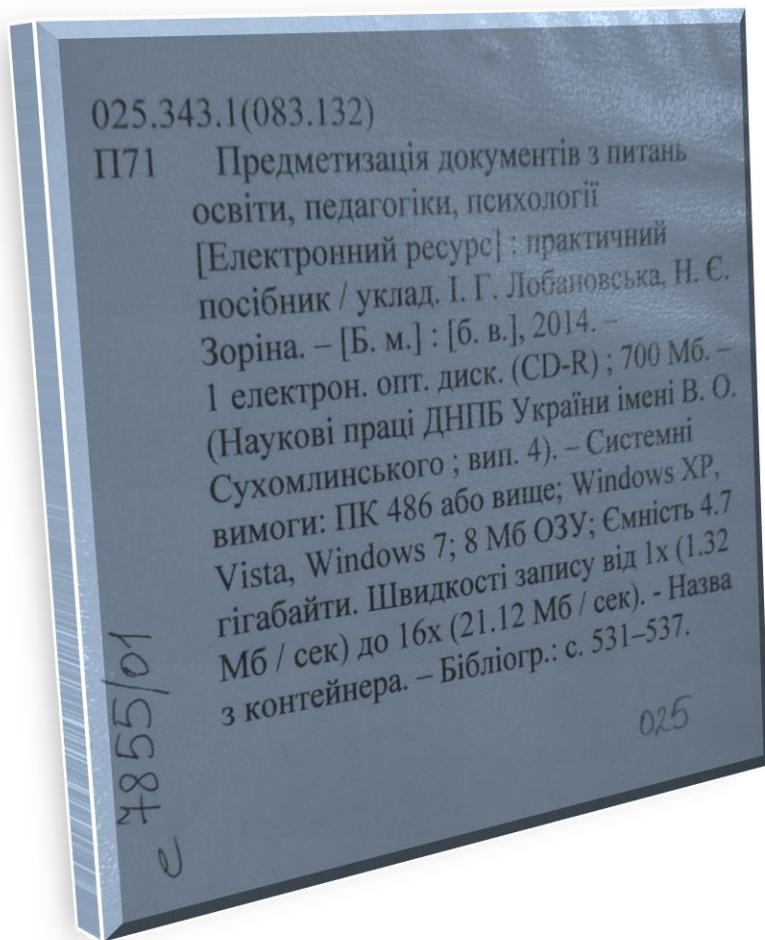 025.343.1(083.132)
П71 Предметизація документів з питань
освіти, педагогіки, психології
[Електронний ресурс] : практичний
посібник / уклад. І. Г. Лобановська, Н. Є.
Зоріна. – [Б. м.] : [б. в.], 2014. –
1 електрон. опт. диск. (CD-R) ; 700 Мб. –
(Наукові праці ДНПБ України імені В. О.
Сухомлинського ; вип. 4). – Системні
вимоги: ПК 486 або вище; Windows XP,
Vista, Windows 7; 8 Мб ОЗУ; Ємність 4.7
гігабайти. Швидкості запису від 1х (1.32
Мб / сек) до 16х (21.12 Мб / сек). - Назва
з контейнера. – Бібліогр.: с. 531–537.
025
е 7855/01